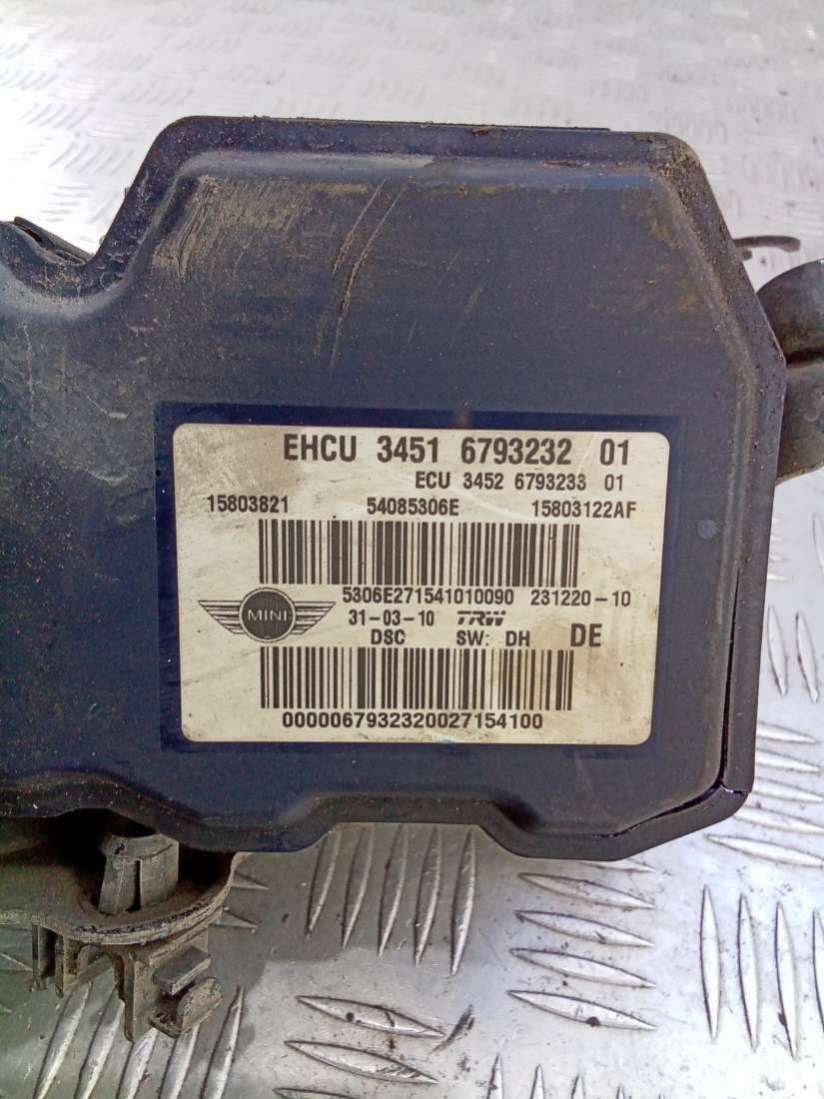 EHCU 3451 6793232 01
ECU 3452 6793233 01
15803821 54085306E 15803122AF
5306E271541010090 231220-10
MINI 31-03-10 TRW
DSC SW: DH DE
0000067932320027154100